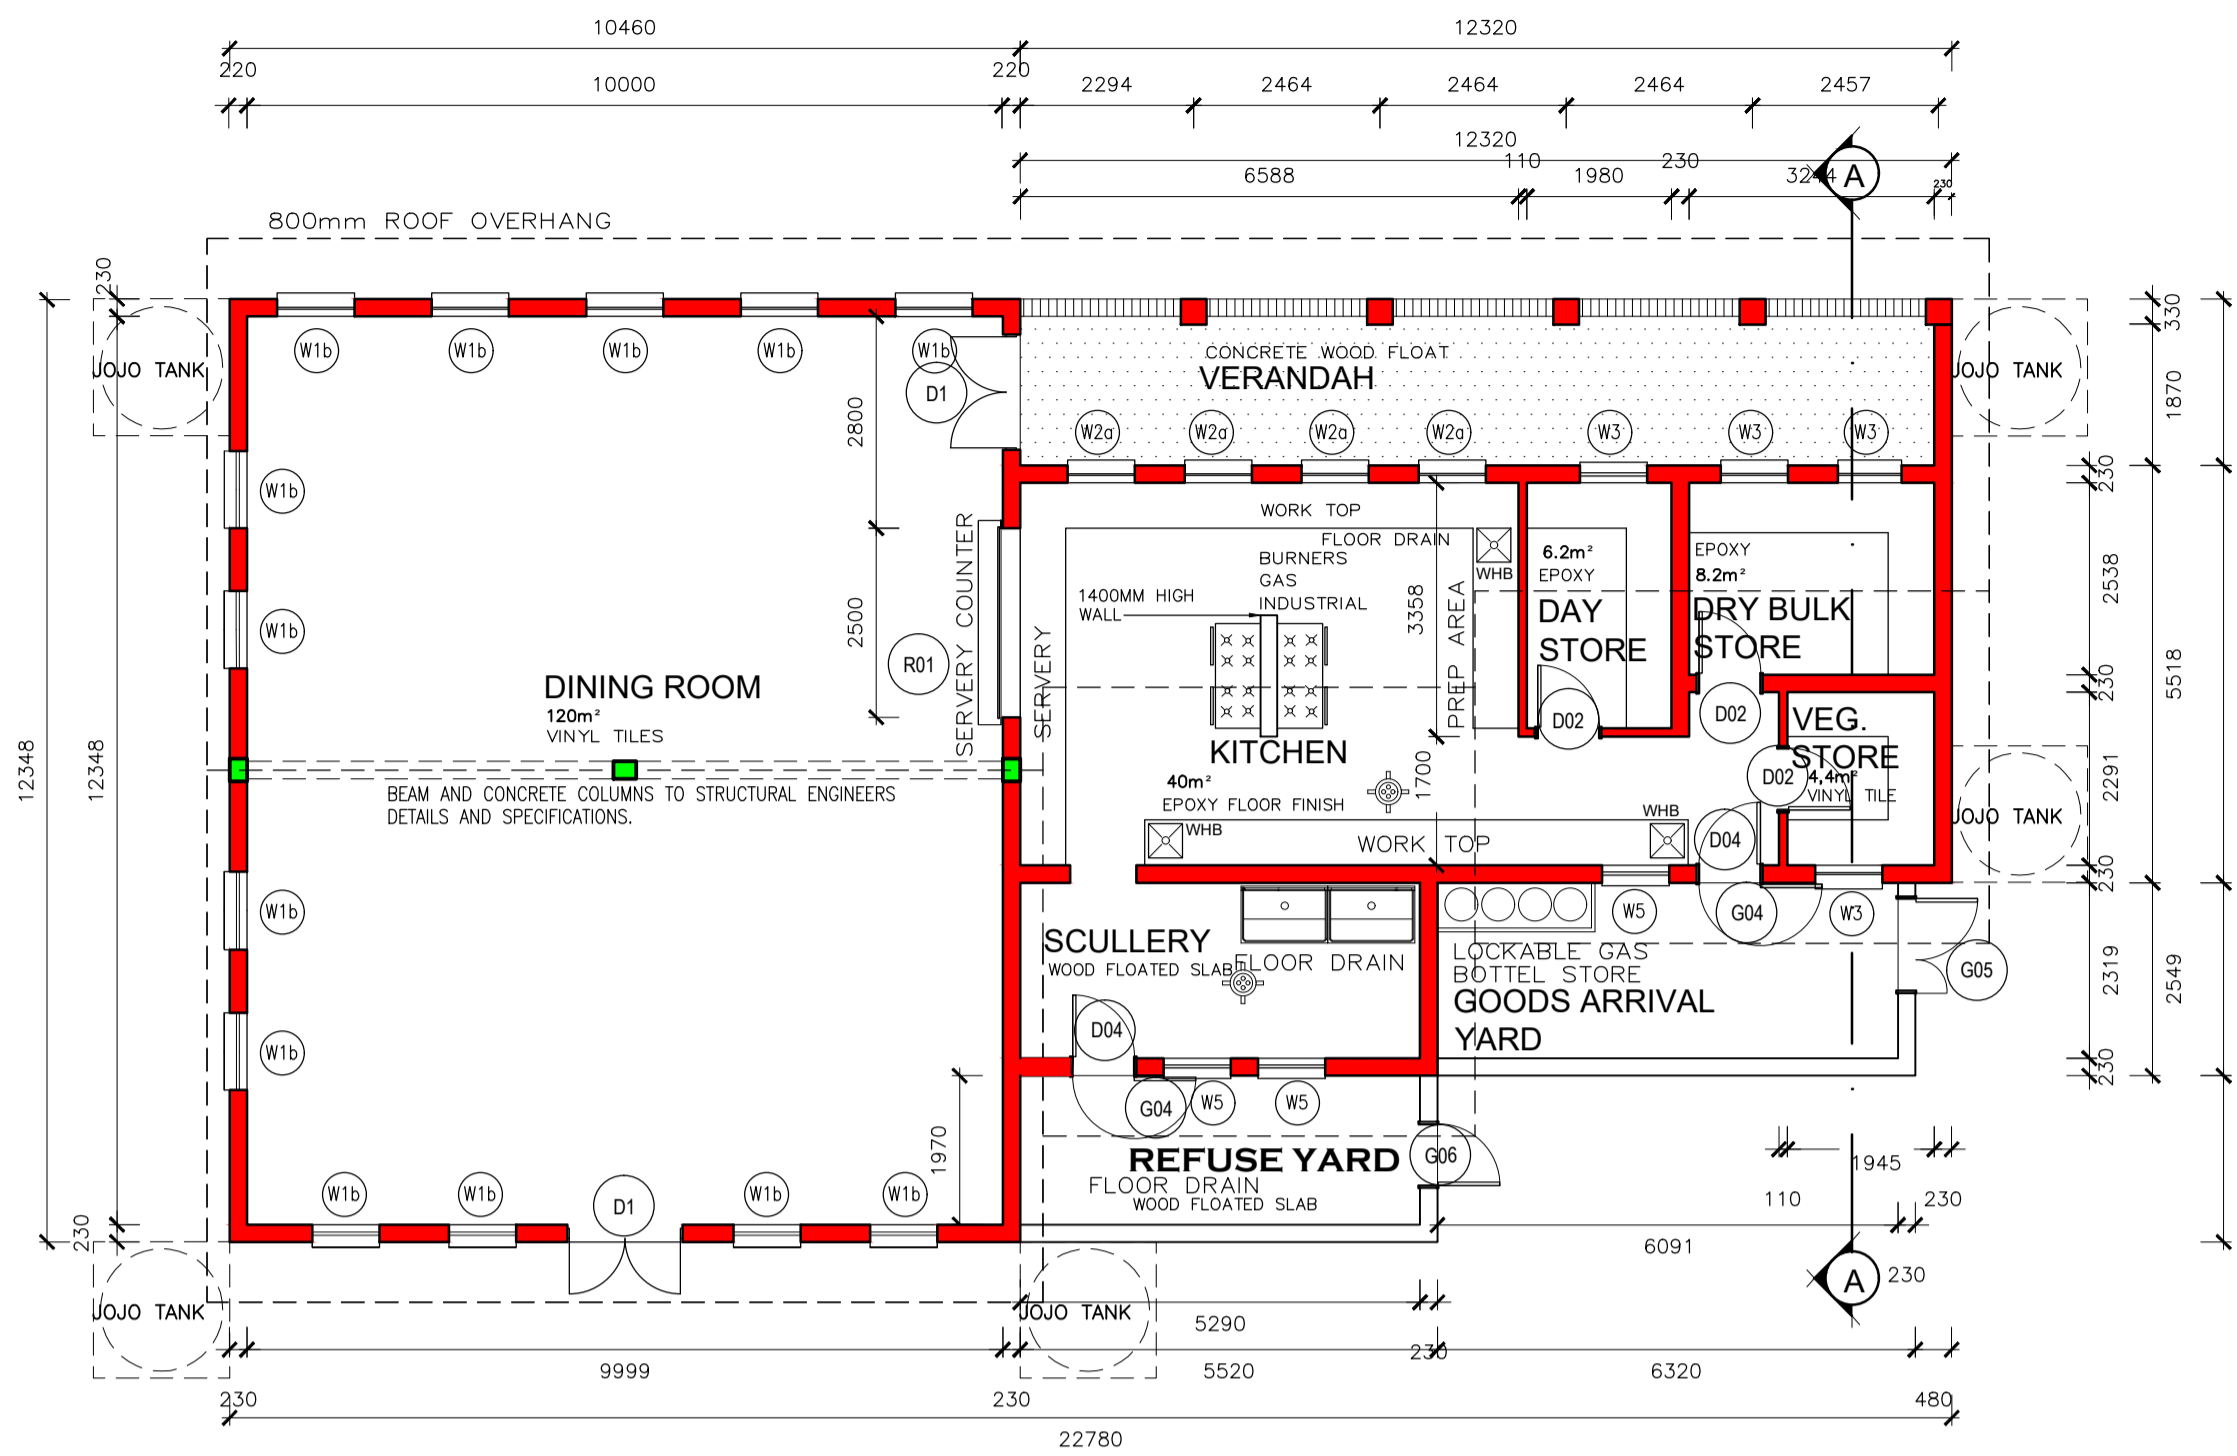 10460 12320
220 10000 220 2294 2464 2464 2464 2457
12320
6588 110 1980 230 3244 230
A
800mm ROOF OVERHANG
230
JOJO TANK
W1b W1b W1b W1b W1b
D1
CONCRETE WOOD FLOAT
VERANDAH
JOJO TANK
330
1870
W2a W2a W2a W2a W3 W3 W3
2800
W1b
230
WORK TOP
FLOOR DRAIN
WHB
BURNERS
GAS
INDUSTRIAL
1400MM HIGH
WALL
6.2m²
EPOXY
DAY
STORE
EPOXY
8.2m²
DRY BULK
STORE
2538
5518
W1b
2500
R01
SERVERY COUNTER
SERVERY
3358
PREP AREA
DINING ROOM
120m²
VINYL TILES
KITCHEN
40m²
EPOXY FLOOR FINISH
1700
D02
D02
230
VEG.
STORE
D02
4,4m²
VINYL TILE
2291
12348
12348
BEAM AND CONCRETE COLUMNS TO STRUCTURAL ENGINEERS
DETAILS AND SPECIFICATIONS.
JOJO TANK
WHB
WORK TOP
WHB
D04
230
W1b
W5
G04
W3
SCULLERY
WOOD FLOATED SLAB
FLOOR DRAIN
LOCKABLE GAS
BOTTEL STORE
GOODS ARRIVAL
YARD
G05
2319
2549
D04
W1b
230
G04
W5
W5
1970
REFUSE YARD
FLOOR DRAIN
WOOD FLOATED SLAB
G06
1945
110
230
W1b W1b D1 W1b W1b
230
6091
230
A
JOJO TANK
JOJO TANK
5290
230
9999 5520 6320
230 230 480
22780